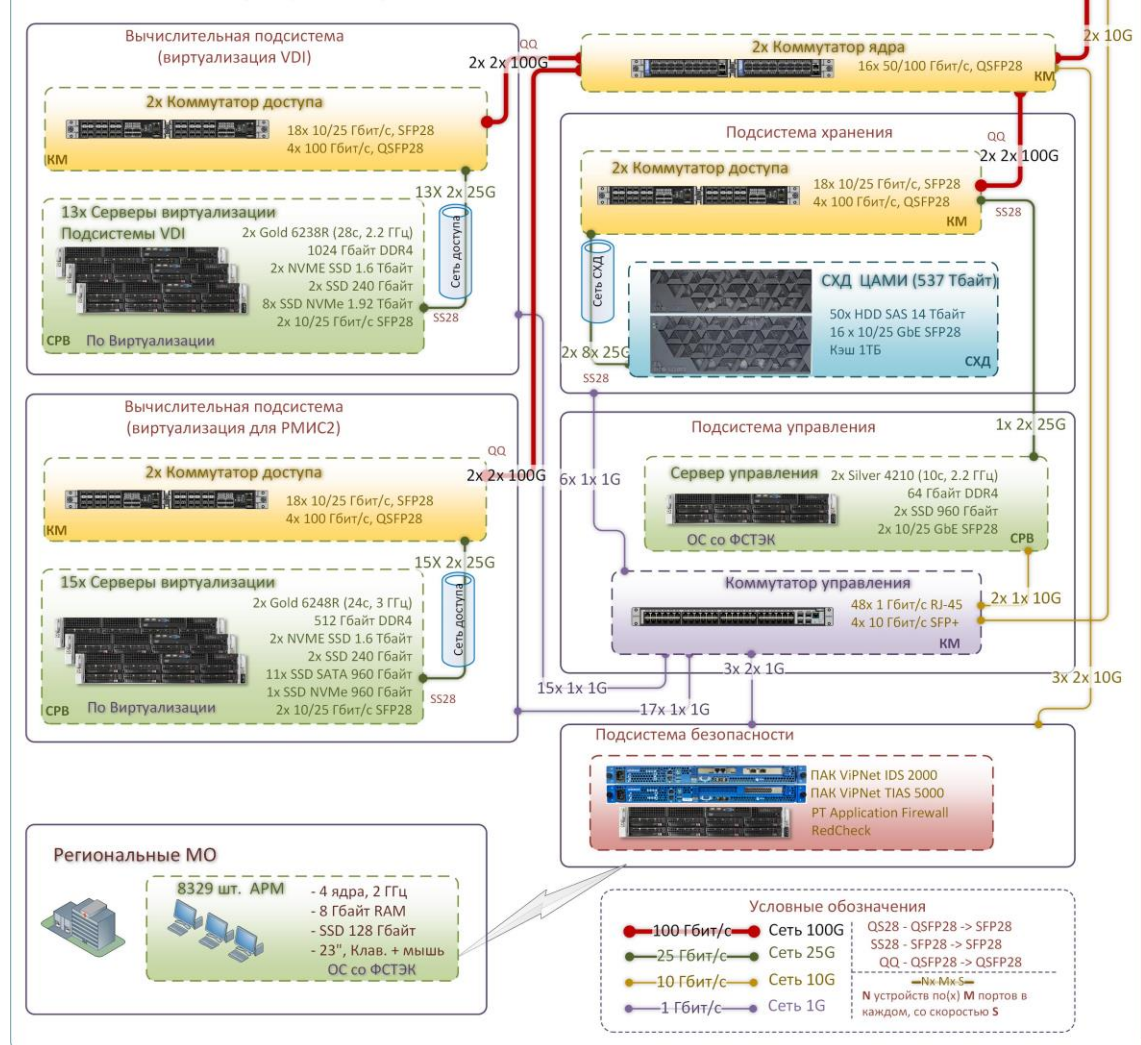 Вычислительная подсистема
(виртуализация VDI)
QQ
2x 2x 100G
2x Коммутатор доступа
18x 10/25 Гбит/с, SFP28
4x 100 Гбит/с, QSFP28
КМ
13X 2x 25G
Сеть доступа
13x Серверы виртуализации
Подсистемы VDI
2x Gold 6238R (28c, 2.2 ГГц)
1024 Гбайт DDR4
2x NVME SSD 1.6 Тбайт
2x SSD 240 Гбайт
8x SSD NVMe 1.92 Тбайт
2x 10/25 Гбит/с SFP28
SS28
СРВ
По Виртуализации
2x 10G
2x Коммутатор ядра
16x 50/100 Гбит/с, QSFP28
КМ
Подсистема хранения
QQ
2x 2x 100G
2x Коммутатор доступа
18x 10/25 Гбит/с, SFP28
4x 100 Гбит/с, QSFP28
КМ
SS28
Сеть СХД
СХД ЦАМИ (537 Тбайт)
50x HDD SAS 14 Тбайт
16 x 10/25 GbE SFP28
Кэш 1ТБ
СХД
2x 8x 25G
SS28
Вычислительная подсистема
(виртуализация для РМИС2)
QQ
2x 2x 100G
2x Коммутатор доступа
18x 10/25 Гбит/с, SFP28
4x 100 Гбит/с, QSFP28
КМ
15X 2x 25G
Сеть доступа
15x Серверы виртуализации
2x Gold 6248R (24c, 3 ГГц)
512 Гбайт DDR4
2x NVME SSD 1.6 Тбайт
2x SSD 240 Гбайт
11x SSD SATA 960 Гбайт
1x SSD NVMe 960 Гбайт
2x 10/25 Гбит/с SFP28
SS28
СРВ
По Виртуализации
Подсистема управления
1x 2x 25G
6x 1x 1G
Сервер управления
2x Silver 4210 (10c, 2.2 ГГц)
64 Гбайт DDR4
2x SSD 960 Гбайт
2x 10/25 GbE SFP28
ОС со ФСТЭК
СРВ
Коммутатор управления
48x 1 Гбит/с RJ-45
4x 10 Гбит/с SFP+
КМ
2x 1x 10G
3x 2x 1G
15x 1x 1G
17x 1x 1G
3x 2x 10G
Подсистема безопасности
ПАК ViPNet IDS 2000
ПАК ViPNet TIAS 5000
PT Application Firewall
RedCheck
Региональные МО
8329 шт. АРМ
- 4 ядра, 2 ГГц
- 8 Гбайт RAM
- SSD 128 Гбайт
- 23", Клав. + мышь
ОС со ФСТЭК
Условные обозначения
100 Гбит/с Сеть 100G
25 Гбит/с Сеть 25G
10 Гбит/с Сеть 10G
1 Гбит/с Сеть 1G
QS28 - QSFP28 -> SFP28
SS28 - SFP28 -> SFP28
QQ - QSFP28 -> QSFP28
Nx Mx S
N устройств по(x) M портов в
каждом, со скоростью S